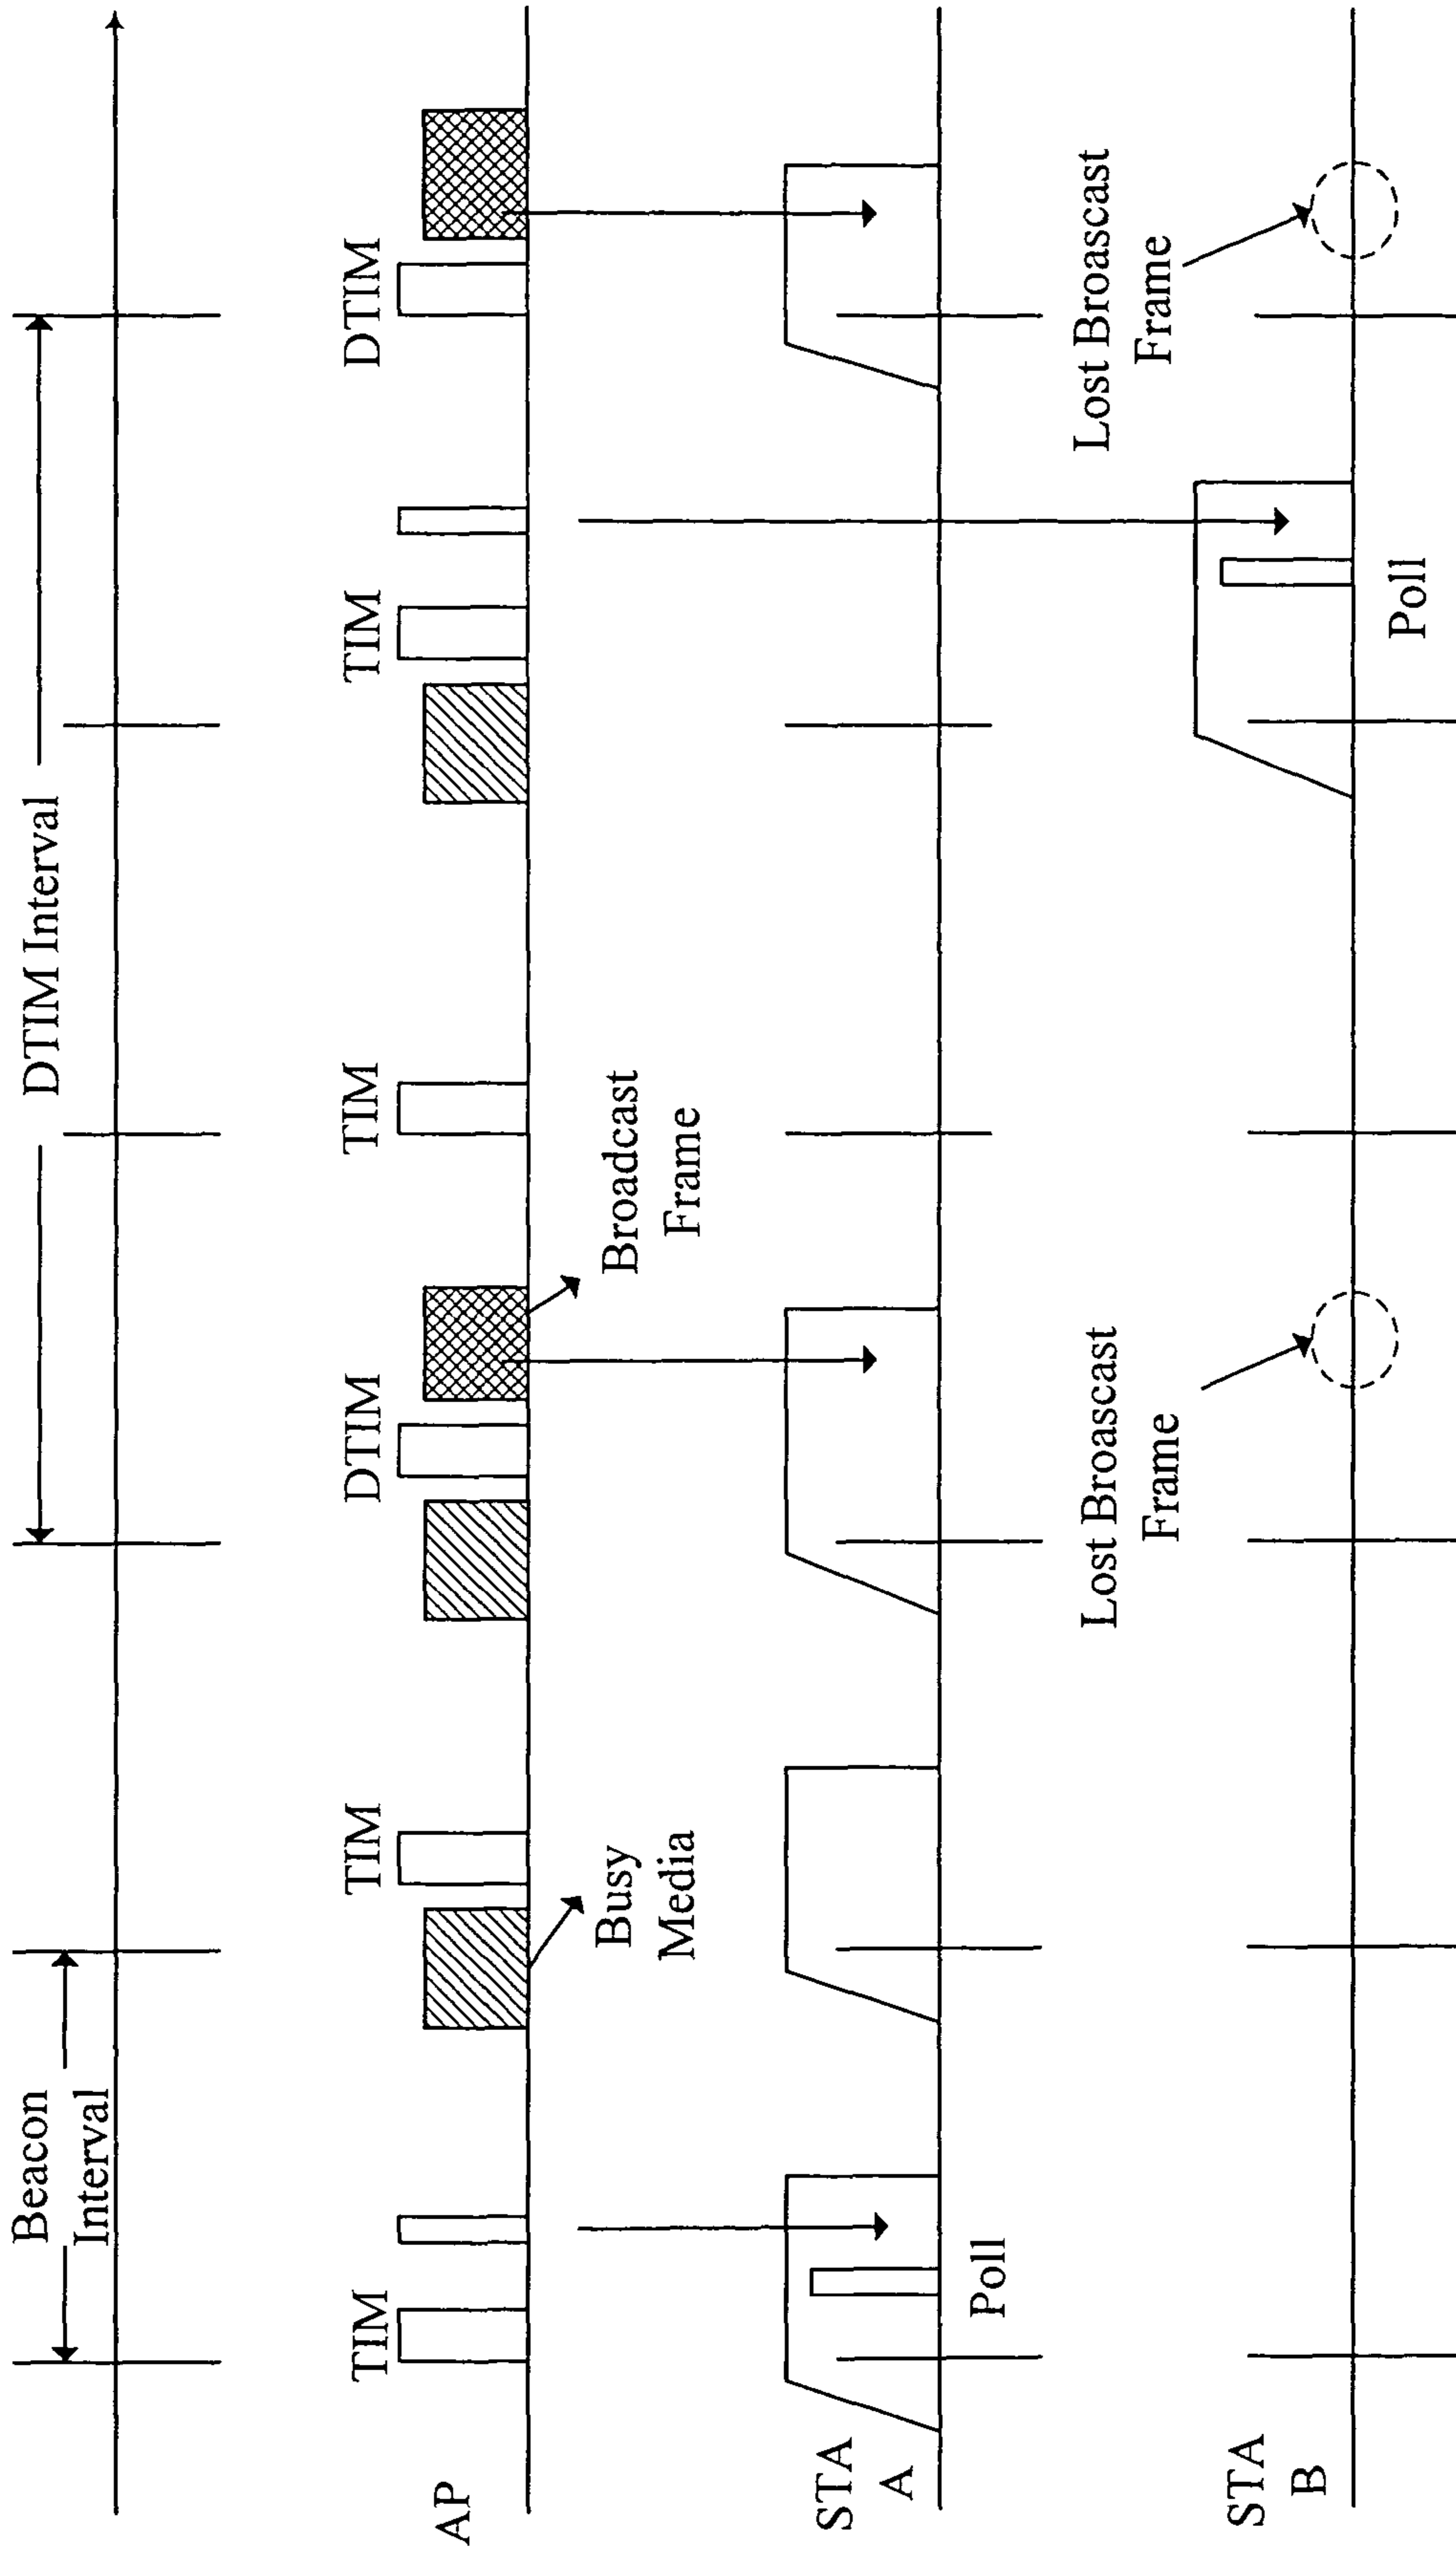 DTIM Interval
Beacon
Interval
AP
TIM
TIM
DTIM
TIM
TIM
DTIM
Busy
Media
Broadcast
Frame
STA
A
Poll
Lost Broascast
Frame
Lost Broascast
Frame
STA
B
Poll